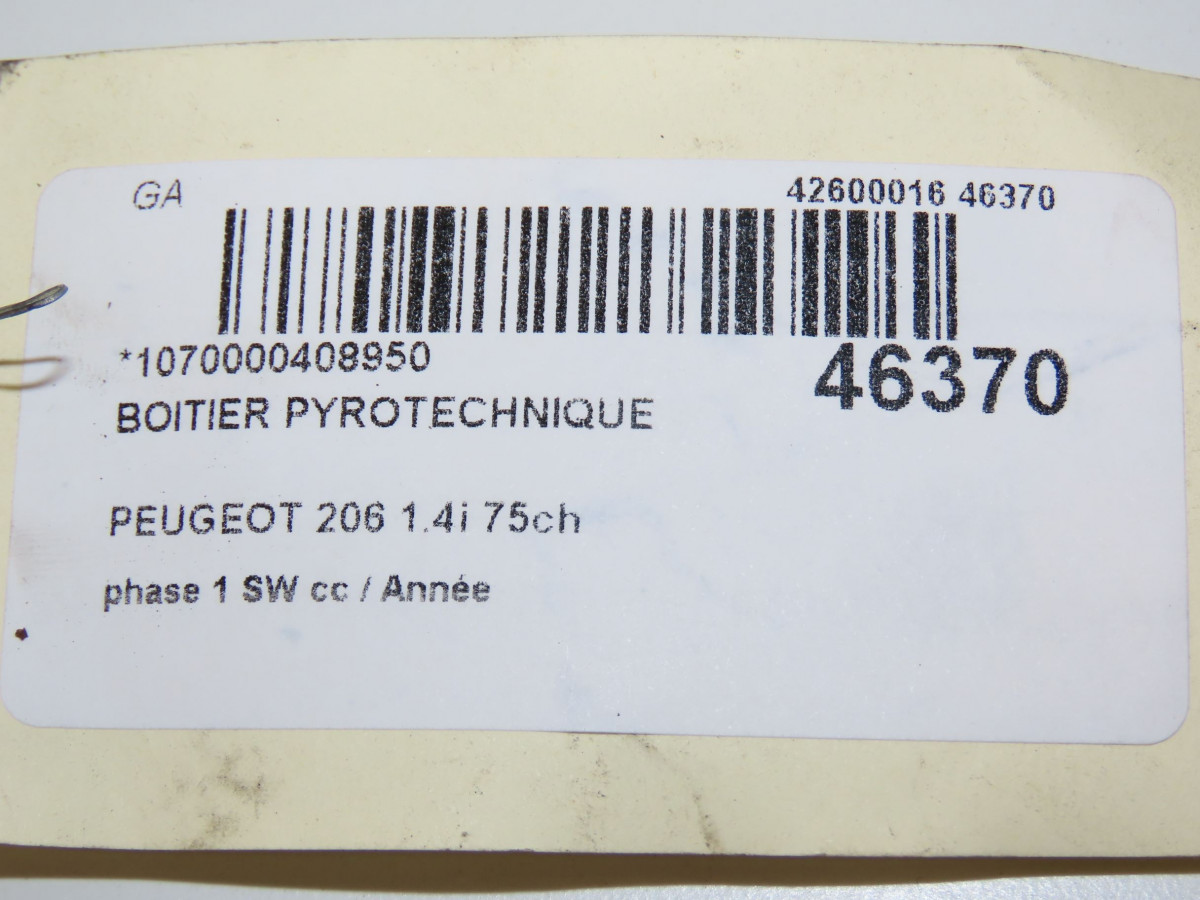 GA 42600016 46370
*1070000408950 46370
BOITIER PYROTECHNIQUE
PEUGEOT 206 1.4i 75ch
phase 1 SW cc / Année